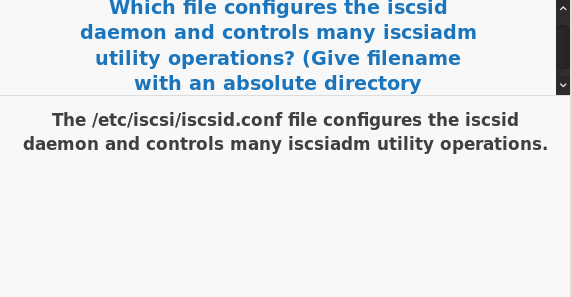 Which file configures the iscsid
daemon and controls many iscsiadm
utility operations? (Give filename
with an absolute directory
The /etc/iscsi/iscsid.conf file configures the iscsid
daemon and controls many iscsiadm utility operations.